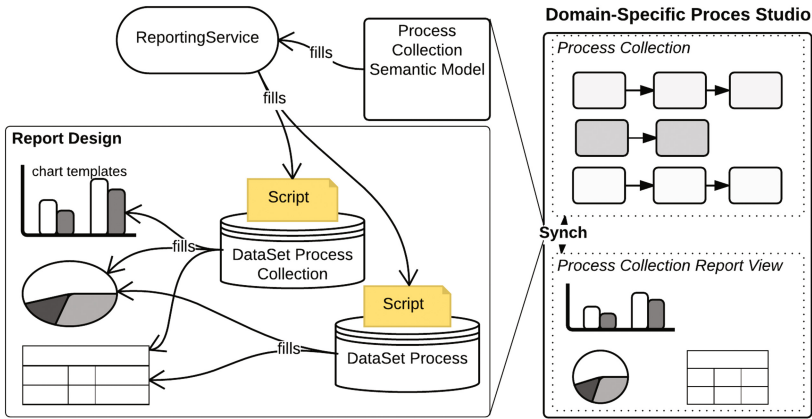 Domain-Specific Proces Studio
ReportingService
fills
Process
Collection
Semantic Model
Process Collection
fills
Report Design
chart templates
Script
fills
DataSet Process
Collection
Synch
Process Collection Report View
Script
fills
DataSet Process